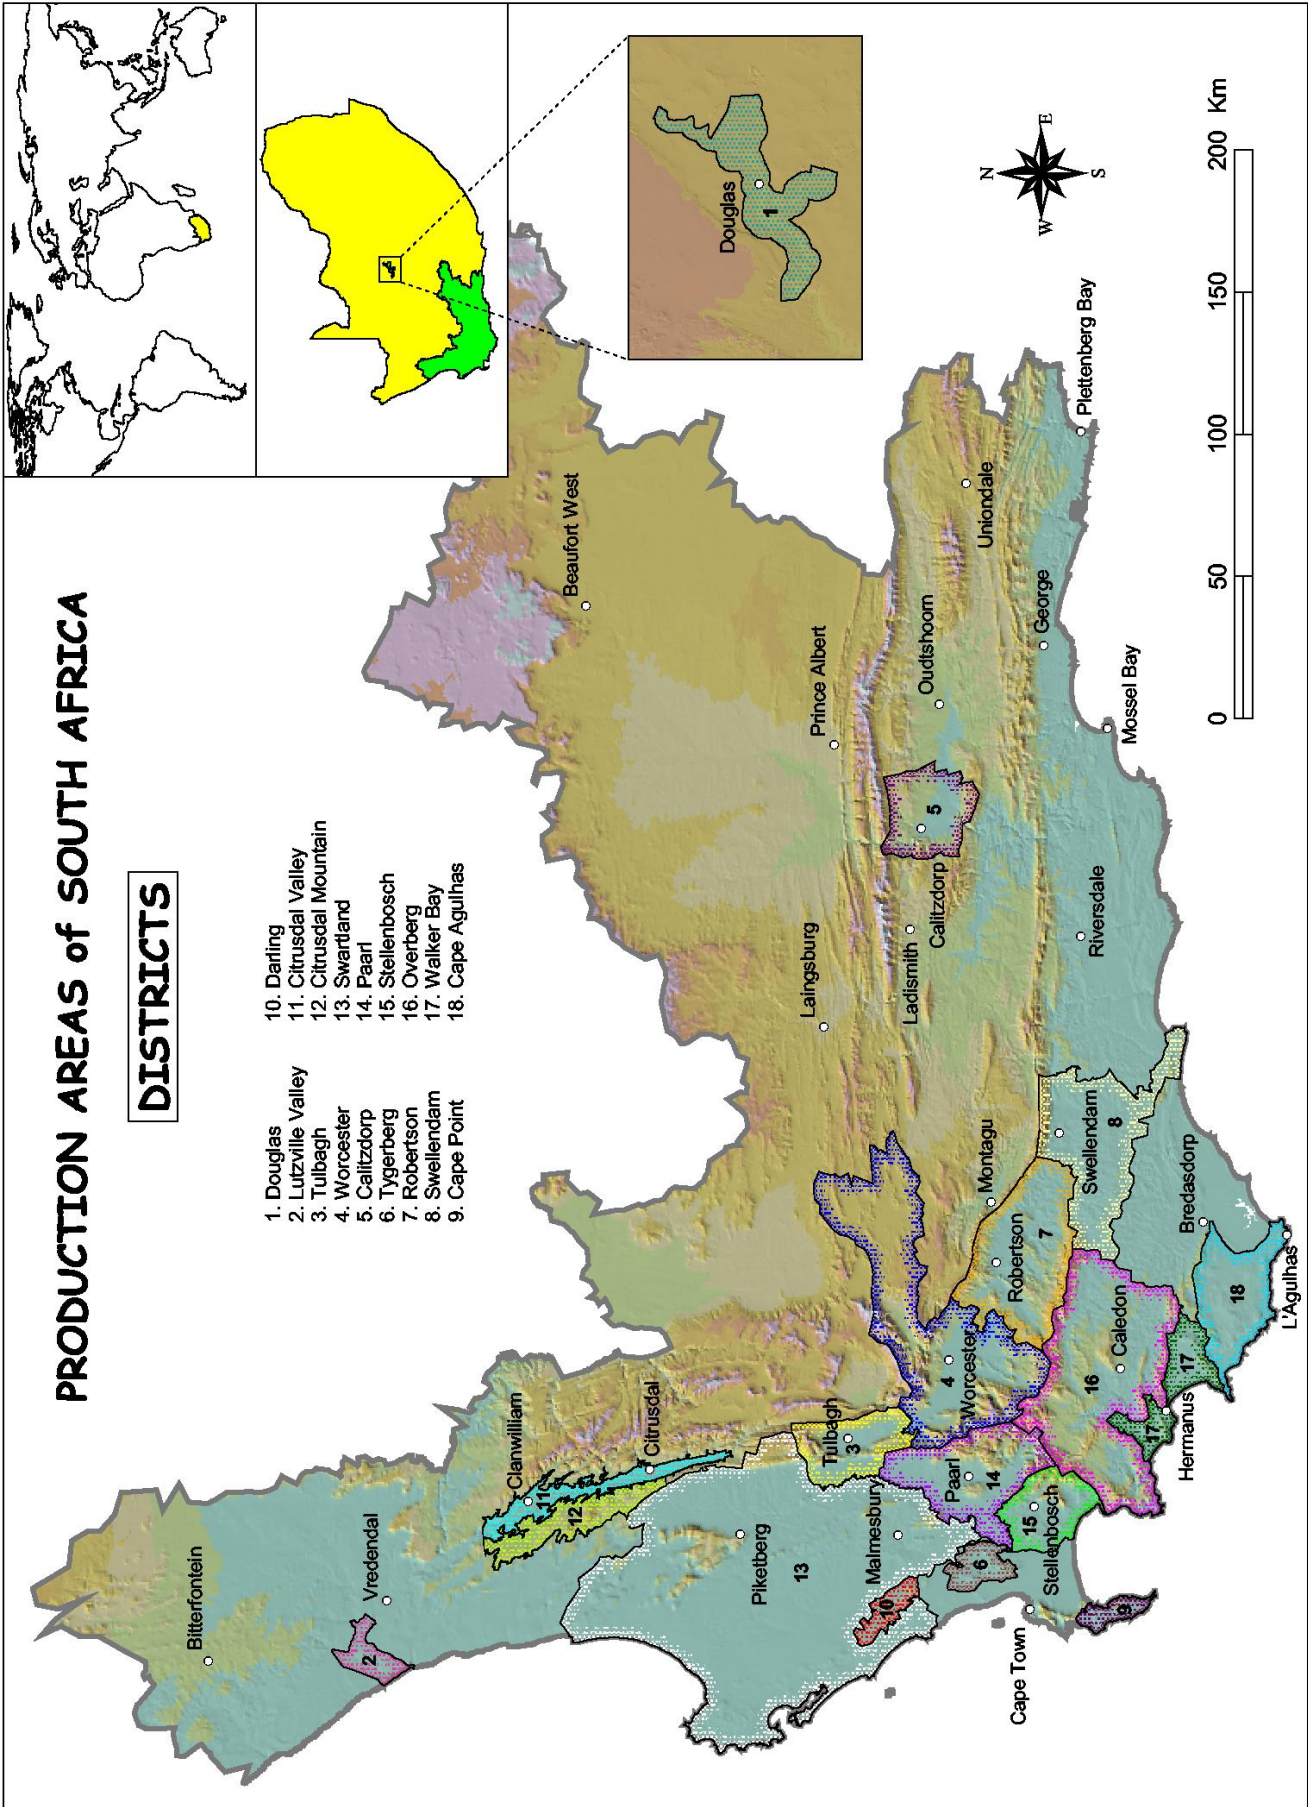 PRODUCTION AREAS of SOUTH AFRICA
DISTRICTS
1. Douglas
2. Lutzville Valley
3. Tulbagh
4. Worcester
5. Calitzdorp
6. Tygerberg
7. Robertson
8. Swellendam
9. Cape Point
10. Darling
11. Citrusdal Valley
12. Citrusdal Mountain
13. Swartland
14. Paarl
15. Stellenbosch
16. Overberg
17. Walker Bay
18. Cape Agulhas
Douglas
1
Bitterfontein
Vredendal
2
Clanwilliam
11
12
Citrusdal
Piketberg
13
Malmesbury
10
Tulbagh
3
Paarl
14
6
15
Stellenbosch
Cape Town
9
4
Worcester
Robertson
7
Montagu
Swellendam
8
16
Caledon
17
17
Hermanus
18
Bredasdorp
L'Agulhas
Laingsburg
Ladismith
Calitzdorp
5
Riversdale
Prince Albert
Beaufort West
Oudtshoorn
Uniondale
George
Mossel Bay
Plettenberg Bay
N
W
E
S
0 50 100 150 200 Km